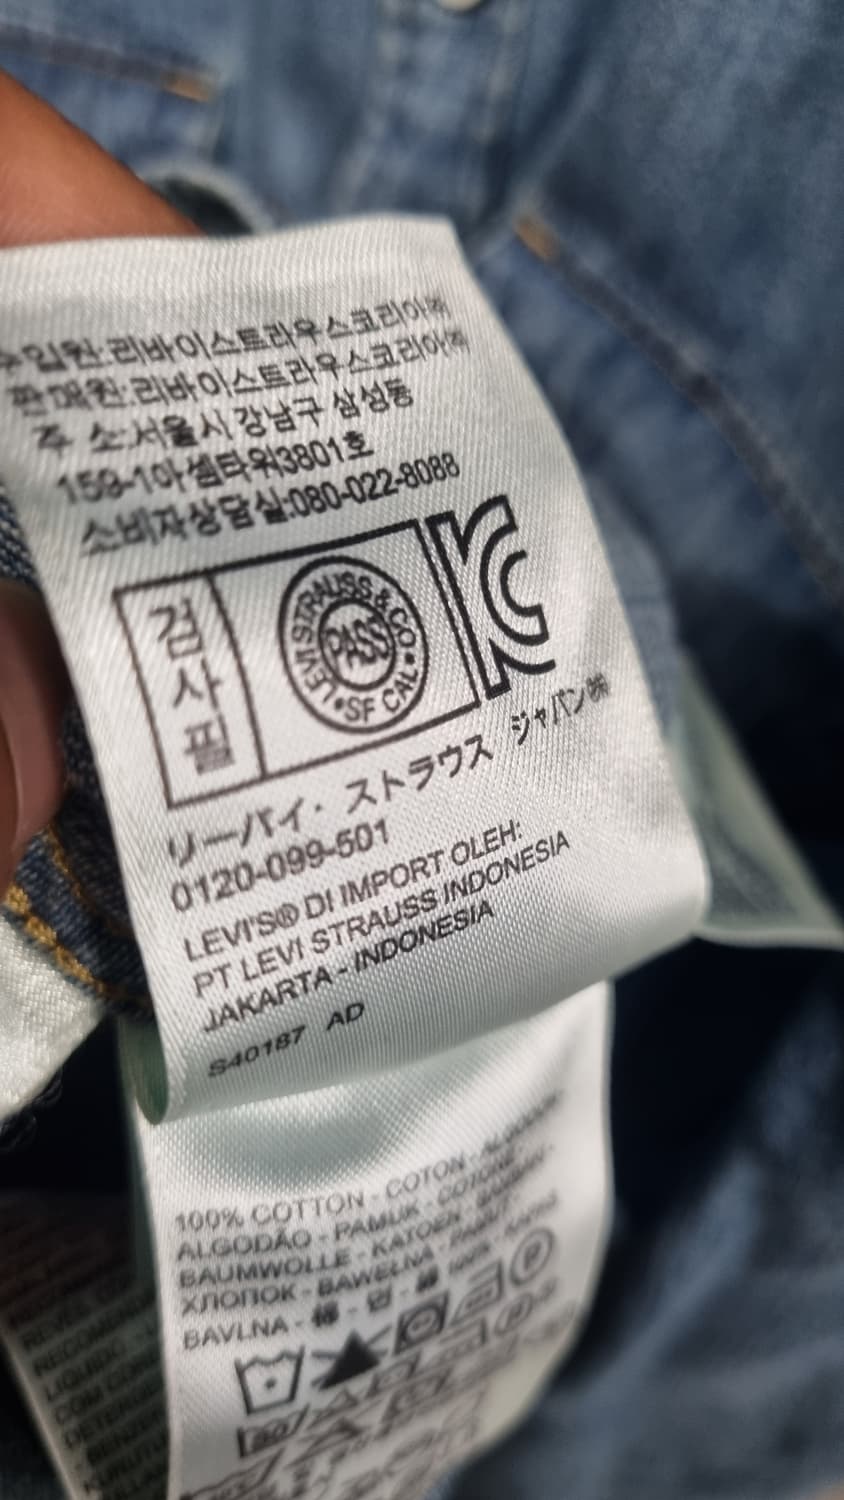 수입원:리바이스트라우스코리아㈜
판매원:리바이스트라우스코리아㈜
주 소:서울시 강남구 삼성동
159-1아셈타워3801호
소비자상담실:080-022-8088
검사필
LEVI STRAUSS & CO
PASS
SF CAL
リーバイ・ストラウス ジャパン㈱
0120-099-501
LEVI'S® DI IMPORT OLEH:
PT LEVI STRAUSS INDONESIA
JAKARTA - INDONESIA
S40187 AD
100% COTTON - COTON -
ALGODÃO - PAMUK -
BAUMWOLLE - KATOEN -
ХЛОПОК - BAWEŁNA -
BAVLNA - 棉 - 면 -